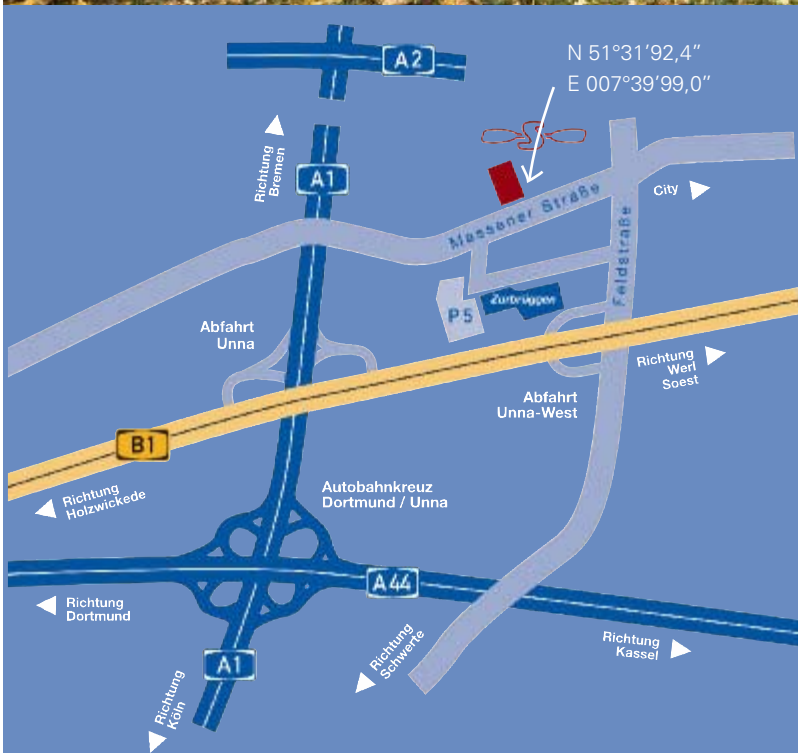 A2
N 51°31’92,4”
E 007°39’99,0”
Richtung
Bremen
A1
City
Massener Straße
Feldstraße
Zurbrüggen
P 5
Abfahrt
Unna
Richtung
Werl
Soest
Abfahrt
Unna-West
B1
Richtung
Holzwickede
Autobahnkreuz
Dortmund / Unna
A44
Richtung
Dortmund
Richtung
Schwerte
Richtung
Kassel
A1
Richtung
Köln